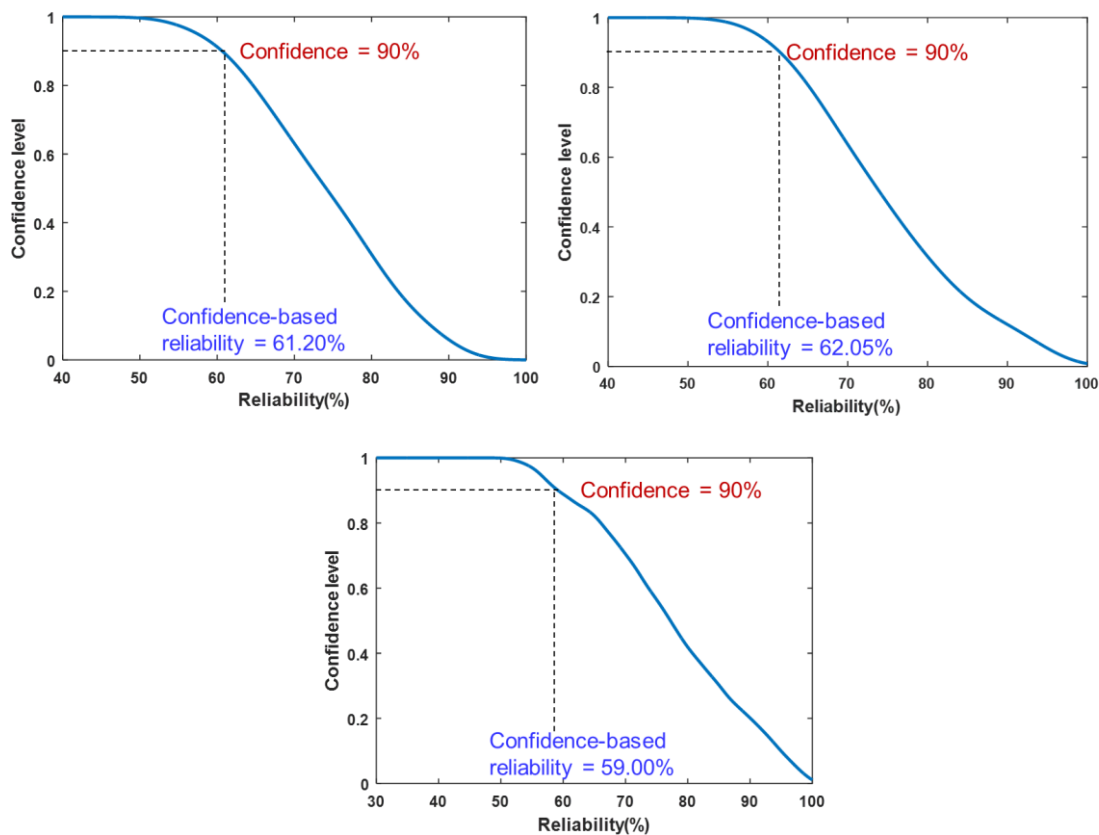 1
0.8
0.6
0.4
0.2
0
Confidence level
Confidence = 90%
Confidence-based
reliability = 61.20%
40 50 60 70 80 90 100
Reliability(%)
1
0.8
0.6
0.4
0.2
0
Confidence level
Confidence = 90%
Confidence-based
reliability = 62.05%
40 50 60 70 80 90 100
Reliability(%)
1
0.8
0.6
0.4
0.2
0
Confidence level
Confidence = 90%
Confidence-based
reliability = 59.00%
30 40 50 60 70 80 90 100
Reliability(%)